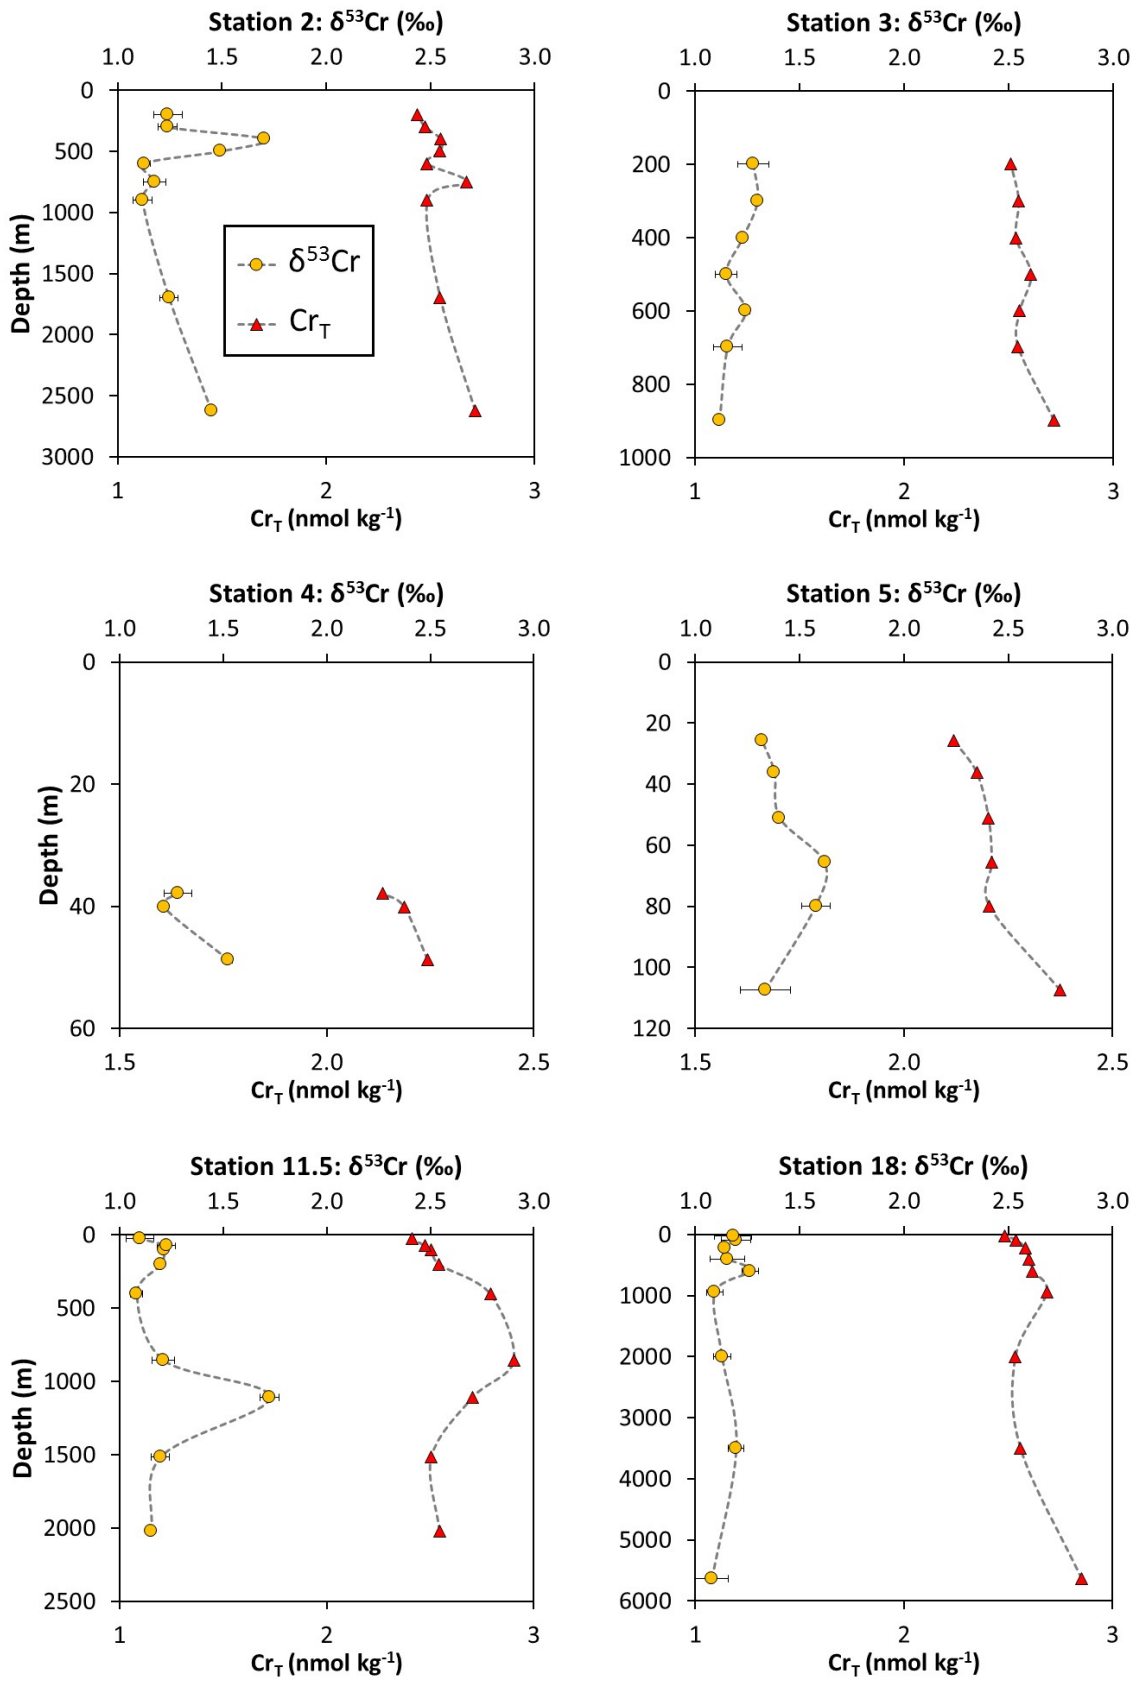 Station 2: δ⁵³Cr (‰)
1.0 1.5 2.0 2.5 3.0
0
500
1000
1500
2000
2500
3000
Depth (m)
δ⁵³Cr
Cr_T
1 2 3
Cr_T (nmol kg⁻¹)
Station 3: δ⁵³Cr (‰)
1.0 1.5 2.0 2.5 3.0
0
200
400
600
800
1000
1 2 3
Cr_T (nmol kg⁻¹)
Station 4: δ⁵³Cr (‰)
1.0 1.5 2.0 2.5 3.0
0
20
40
60
Depth (m)
1.5 2.0 2.5
Cr_T (nmol kg⁻¹)
Station 5: δ⁵³Cr (‰)
1.0 1.5 2.0 2.5 3.0
0
20
40
60
80
100
120
1.5 2.0 2.5
Cr_T (nmol kg⁻¹)
Station 11.5: δ⁵³Cr (‰)
1.0 1.5 2.0 2.5 3.0
0
500
1000
1500
2000
2500
Depth (m)
1 2 3
Cr_T (nmol kg⁻¹)
Station 18: δ⁵³Cr (‰)
1.0 1.5 2.0 2.5 3.0
0
1000
2000
3000
4000
5000
6000
1 2 3
Cr_T (nmol kg⁻¹)